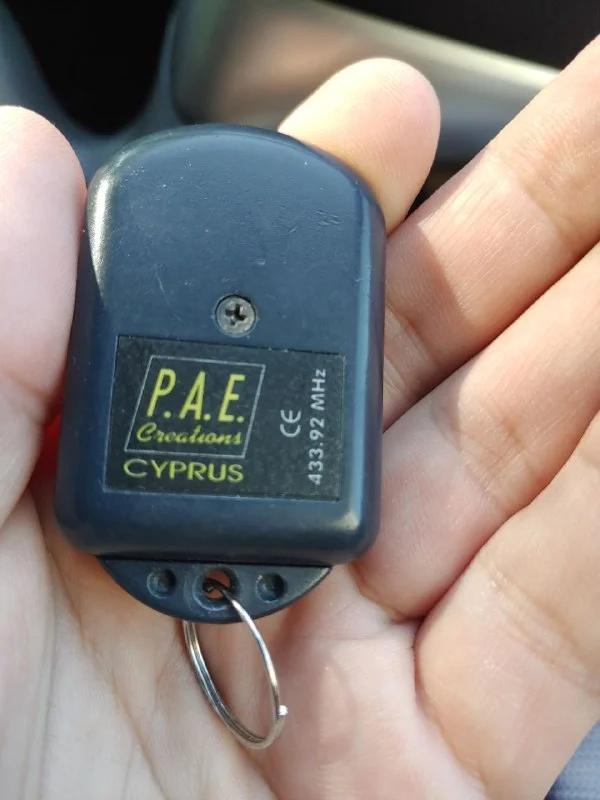 P.A.E.
Creations
CYPRUS
CE
433.92 MHz